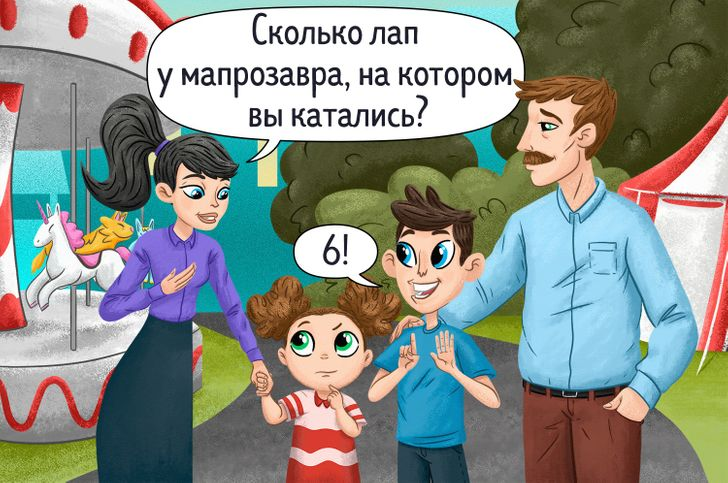 Сколько лап
у мапрозавра, на котором
вы катались?
6!